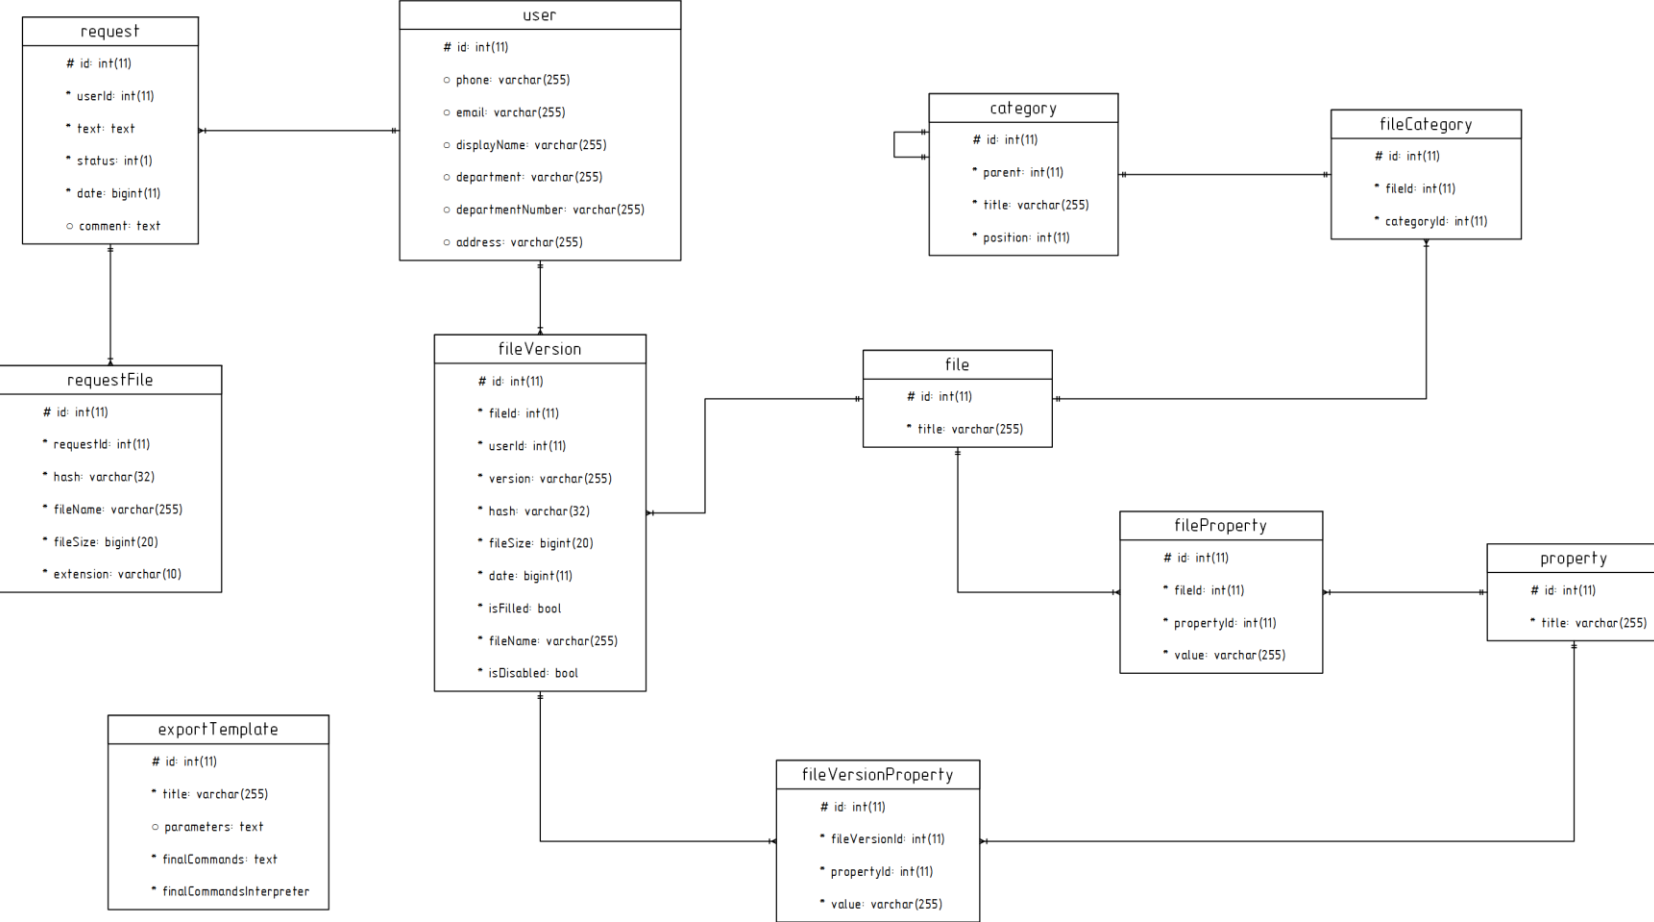 request
# id: int(11)
* userId: int(11)
* text: text
* status: int(1)
* date: bigint(11)
○ comment: text
user
# id: int(11)
○ phone: varchar(255)
○ email: varchar(255)
○ displayName: varchar(255)
○ department: varchar(255)
○ departmentNumber: varchar(255)
○ address: varchar(255)
category
# id: int(11)
* parent: int(11)
* title: varchar(255)
* position: int(11)
fileCategory
# id: int(11)
* fileId: int(11)
* categoryId: int(11)
requestFile
# id: int(11)
* requestId: int(11)
* hash: varchar(32)
* fileName: varchar(255)
* fileSize: bigint(20)
* extension: varchar(10)
fileVersion
# id: int(11)
* fileId: int(11)
* userId: int(11)
* version: varchar(255)
* hash: varchar(32)
* fileSize: bigint(20)
* date: bigint(11)
* isFilled: bool
* fileName: varchar(255)
* isDisabled: bool
file
# id: int(11)
* title: varchar(255)
fileProperty
# id: int(11)
* fileId: int(11)
* propertyId: int(11)
* value: varchar(255)
property
# id: int(11)
* title: varchar(255)
exportTemplate
# id: int(11)
* title: varchar(255)
○ parameters: text
* finalCommands: text
* finalCommandsInterpreter
fileVersionProperty
# id: int(11)
* fileVersionId: int(11)
* propertyId: int(11)
* value: varchar(255)